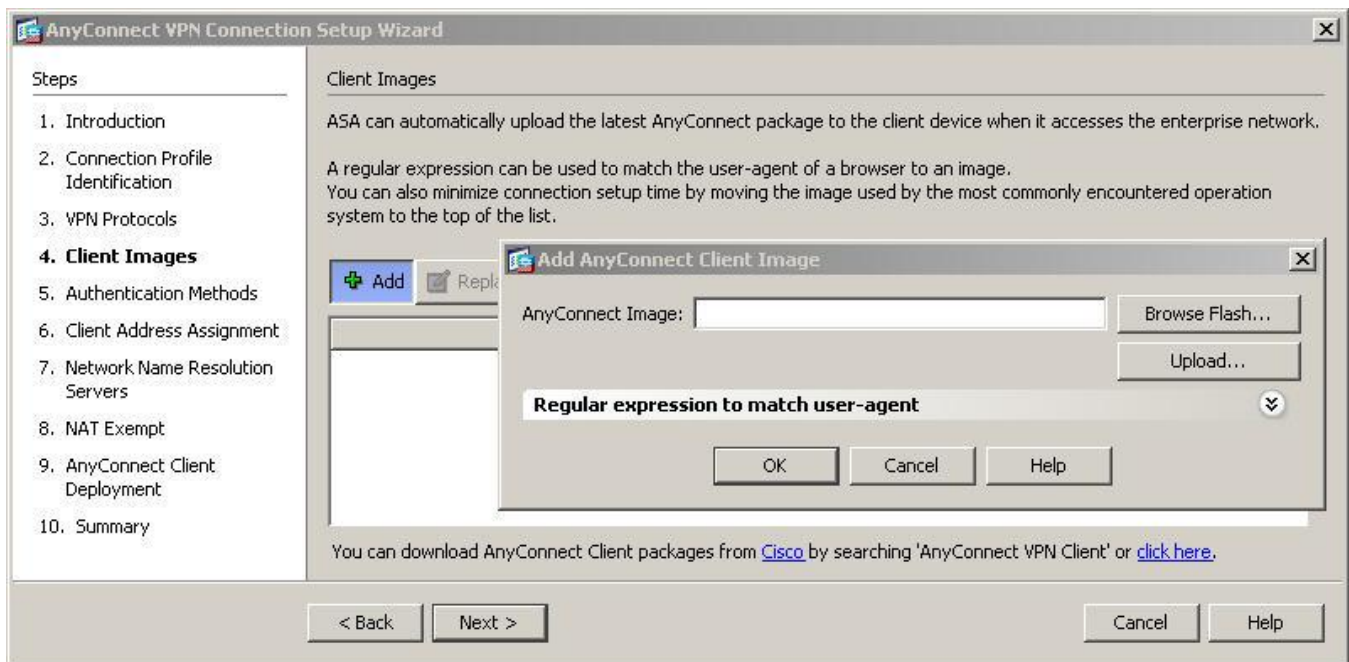 AnyConnect VPN Connection Setup Wizard
Steps
1. Introduction
2. Connection Profile
Identification
3. VPN Protocols
4. Client Images
5. Authentication Methods
6. Client Address Assignment
7. Network Name Resolution
Servers
8. NAT Exempt
9. AnyConnect Client
Deployment
10. Summary
Client Images
ASA can automatically upload the latest AnyConnect package to the client device when it accesses the enterprise network.
A regular expression can be used to match the user-agent of a browser to an image.
You can also minimize connection setup time by moving the image used by the most commonly encountered operation
system to the top of the list.
Add
Add AnyConnect Client Image
AnyConnect Image:
Browse Flash...
Upload...
Regular expression to match user-agent
OK
Cancel
Help
You can download AnyConnect Client packages from Cisco by searching 'AnyConnect VPN Client' or click here.
< Back
Next >
Cancel
Help